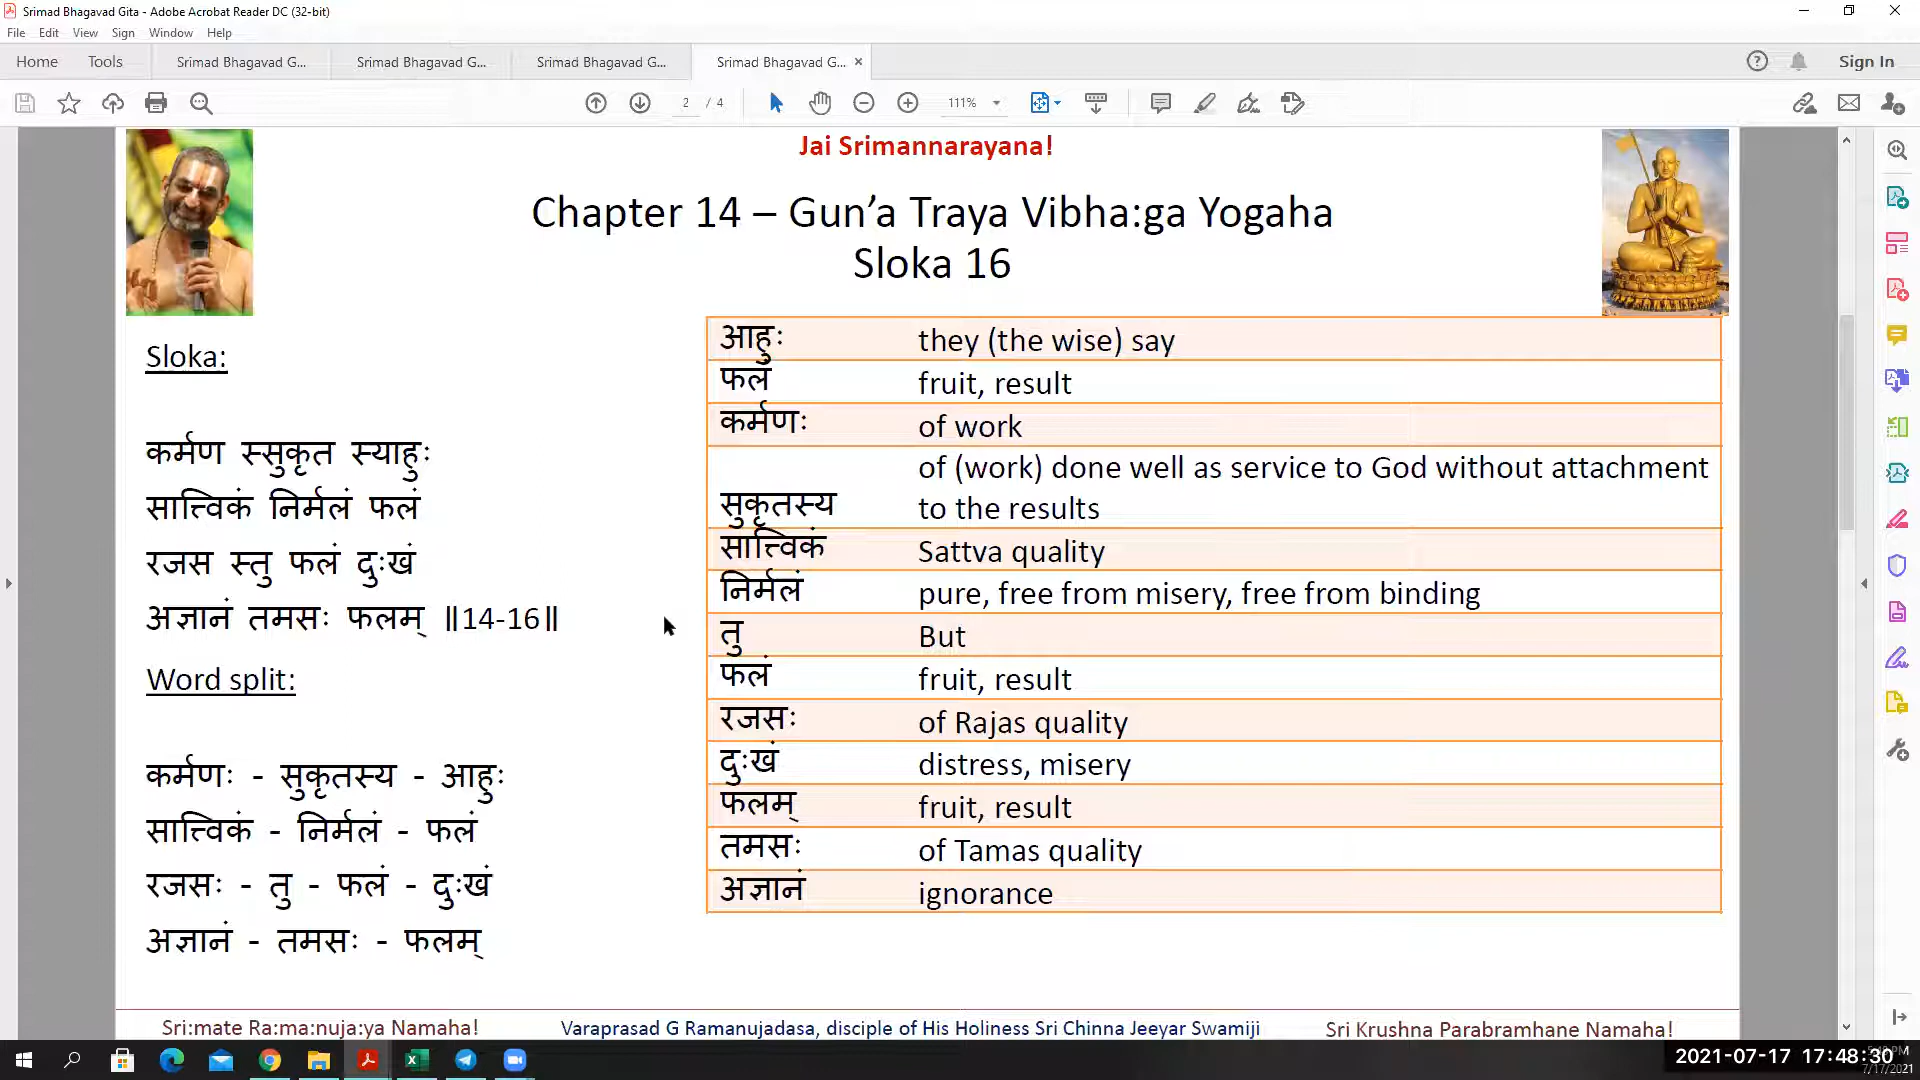 Srimad Bhagavad Gita - Adobe Acrobat Reader DC (32-bit)
File Edit View Sign Window Help
Home Tools Srimad Bhagavad G... Srimad Bhagavad G... Srimad Bhagavad G... Srimad Bhagavad G... × Sign In
2 / 4 111%
Jai Srimannarayana!
Chapter 14 – Gun’a Traya Vibha:ga Yogaha
Sloka 16
Sloka:
कर्मण स्सुकृत स्याहुः
सात्त्विकं निर्मलं फलं
रजस स्तु फलं दुःखं
अज्ञानं तमसः फलम् ॥14-16॥
Word split:
कर्मणः - सुकृतस्य - आहुः
सात्त्विकं - निर्मलं - फलं
रजसः - तु - फलं - दुःखं
अज्ञानं - तमसः - फलम्
आहुः they (the wise) say
फलं fruit, result
कर्मणः of work
of (work) done well as service to God without attachment
सुकृतस्य to the results
सात्त्विकं Sattva quality
निर्मलं pure, free from misery, free from binding
तु But
फलं fruit, result
रजसः of Rajas quality
दुःखं distress, misery
फलम् fruit, result
तमसः of Tamas quality
अज्ञानं ignorance
Sri:mate Ra:ma:nuja:ya Namaha! Varaprasad G Ramanujadasa, disciple of His Holiness Sri Chinna Jeeyar Swamiji Sri Krushna Parabramhane Namaha!
2021-07-17 17:48:30
7/17/2021